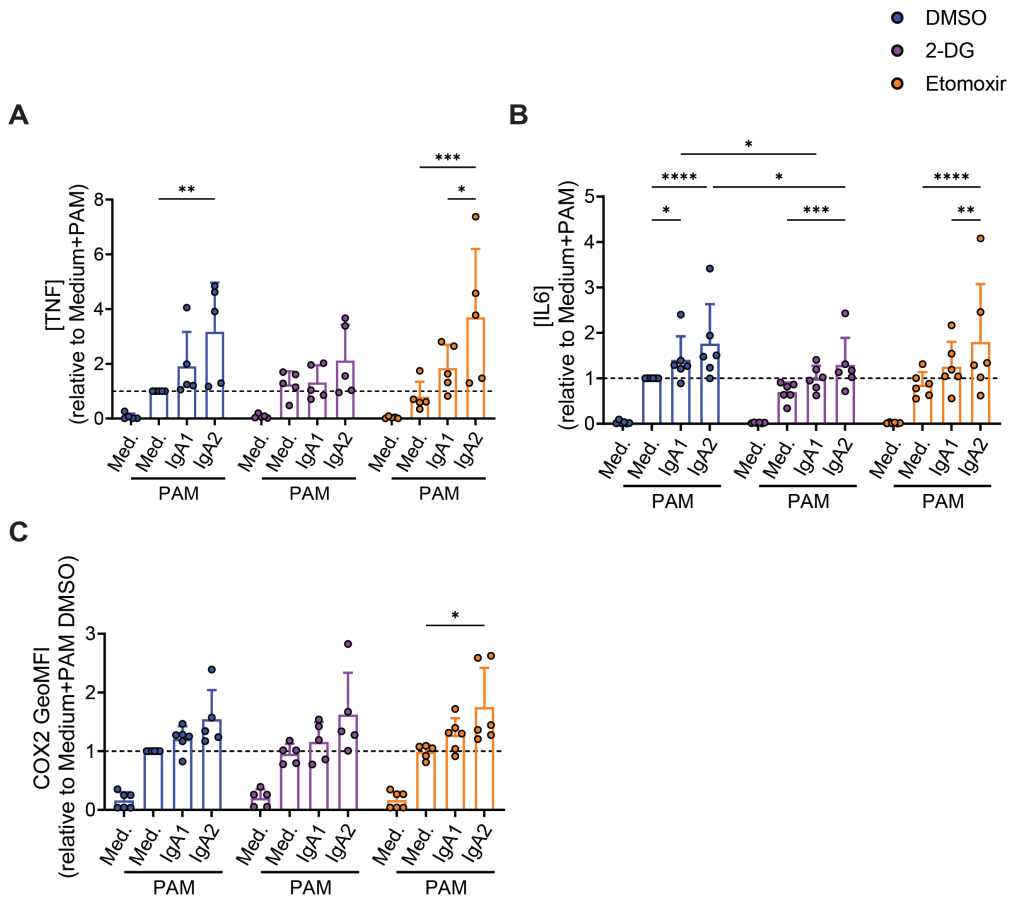 DMSO
2-DG
Etomoxir
A
[TNF]
(relative to Medium+PAM)
8
6
4
2
0
**
***
*
Med. Med. IgA1 IgA2 Med. Med. IgA1 IgA2 Med. Med. IgA1 IgA2
PAM PAM PAM
B
[IL6]
(relative to Medium+PAM)
5
4
3
2
1
0
*
**** * ****
* *** **
Med. Med. IgA1 IgA2 Med. Med. IgA1 IgA2 Med. Med. IgA1 IgA2
PAM PAM PAM
C
COX2 GeoMFI
(relative to Medium+PAM DMSO)
3
2
1
0
*
Med. Med. IgA1 IgA2 Med. Med. IgA1 IgA2 Med. Med. IgA1 IgA2
PAM PAM PAM